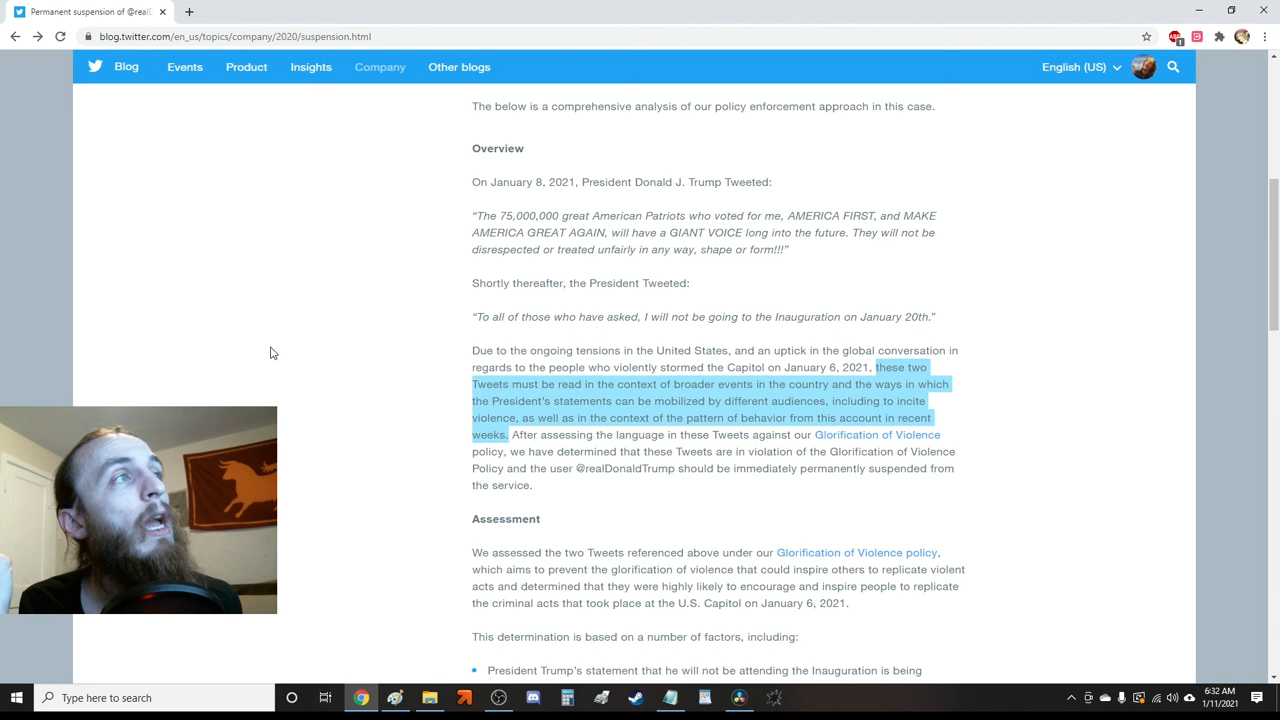 Permanent suspension of @realD
blog.twitter.com/en_us/topics/company/2020/suspension.html
1
Blog Events Product Insights Company Other blogs English (US)
The below is a comprehensive analysis of our policy enforcement approach in this case.
Overview
On January 8, 2021, President Donald J. Trump Tweeted:
“The 75,000,000 great American Patriots who voted for me, AMERICA FIRST, and MAKE
AMERICA GREAT AGAIN, will have a GIANT VOICE long into the future. They will not be
disrespected or treated unfairly in any way, shape or form!!!”
Shortly thereafter, the President Tweeted:
“To all of those who have asked, I will not be going to the Inauguration on January 20th.”
Due to the ongoing tensions in the United States, and an uptick in the global conversation in
regards to the people who violently stormed the Capitol on January 6, 2021, these two
Tweets must be read in the context of broader events in the country and the ways in which
the President’s statements can be mobilized by different audiences, including to incite
violence, as well as in the context of the pattern of behavior from this account in recent
weeks. After assessing the language in these Tweets against our Glorification of Violence
policy, we have determined that these Tweets are in violation of the Glorification of Violence
Policy and the user @realDonaldTrump should be immediately permanently suspended from
the service.
Assessment
We assessed the two Tweets referenced above under our Glorification of Violence policy,
which aims to prevent the glorification of violence that could inspire others to replicate violent
acts and determined that they were highly likely to encourage and inspire people to replicate
the criminal acts that took place at the U.S. Capitol on January 6, 2021.
This determination is based on a number of factors, including:
• President Trump’s statement that he will not be attending the Inauguration is being
Type here to search
6:32 AM
1/11/2021